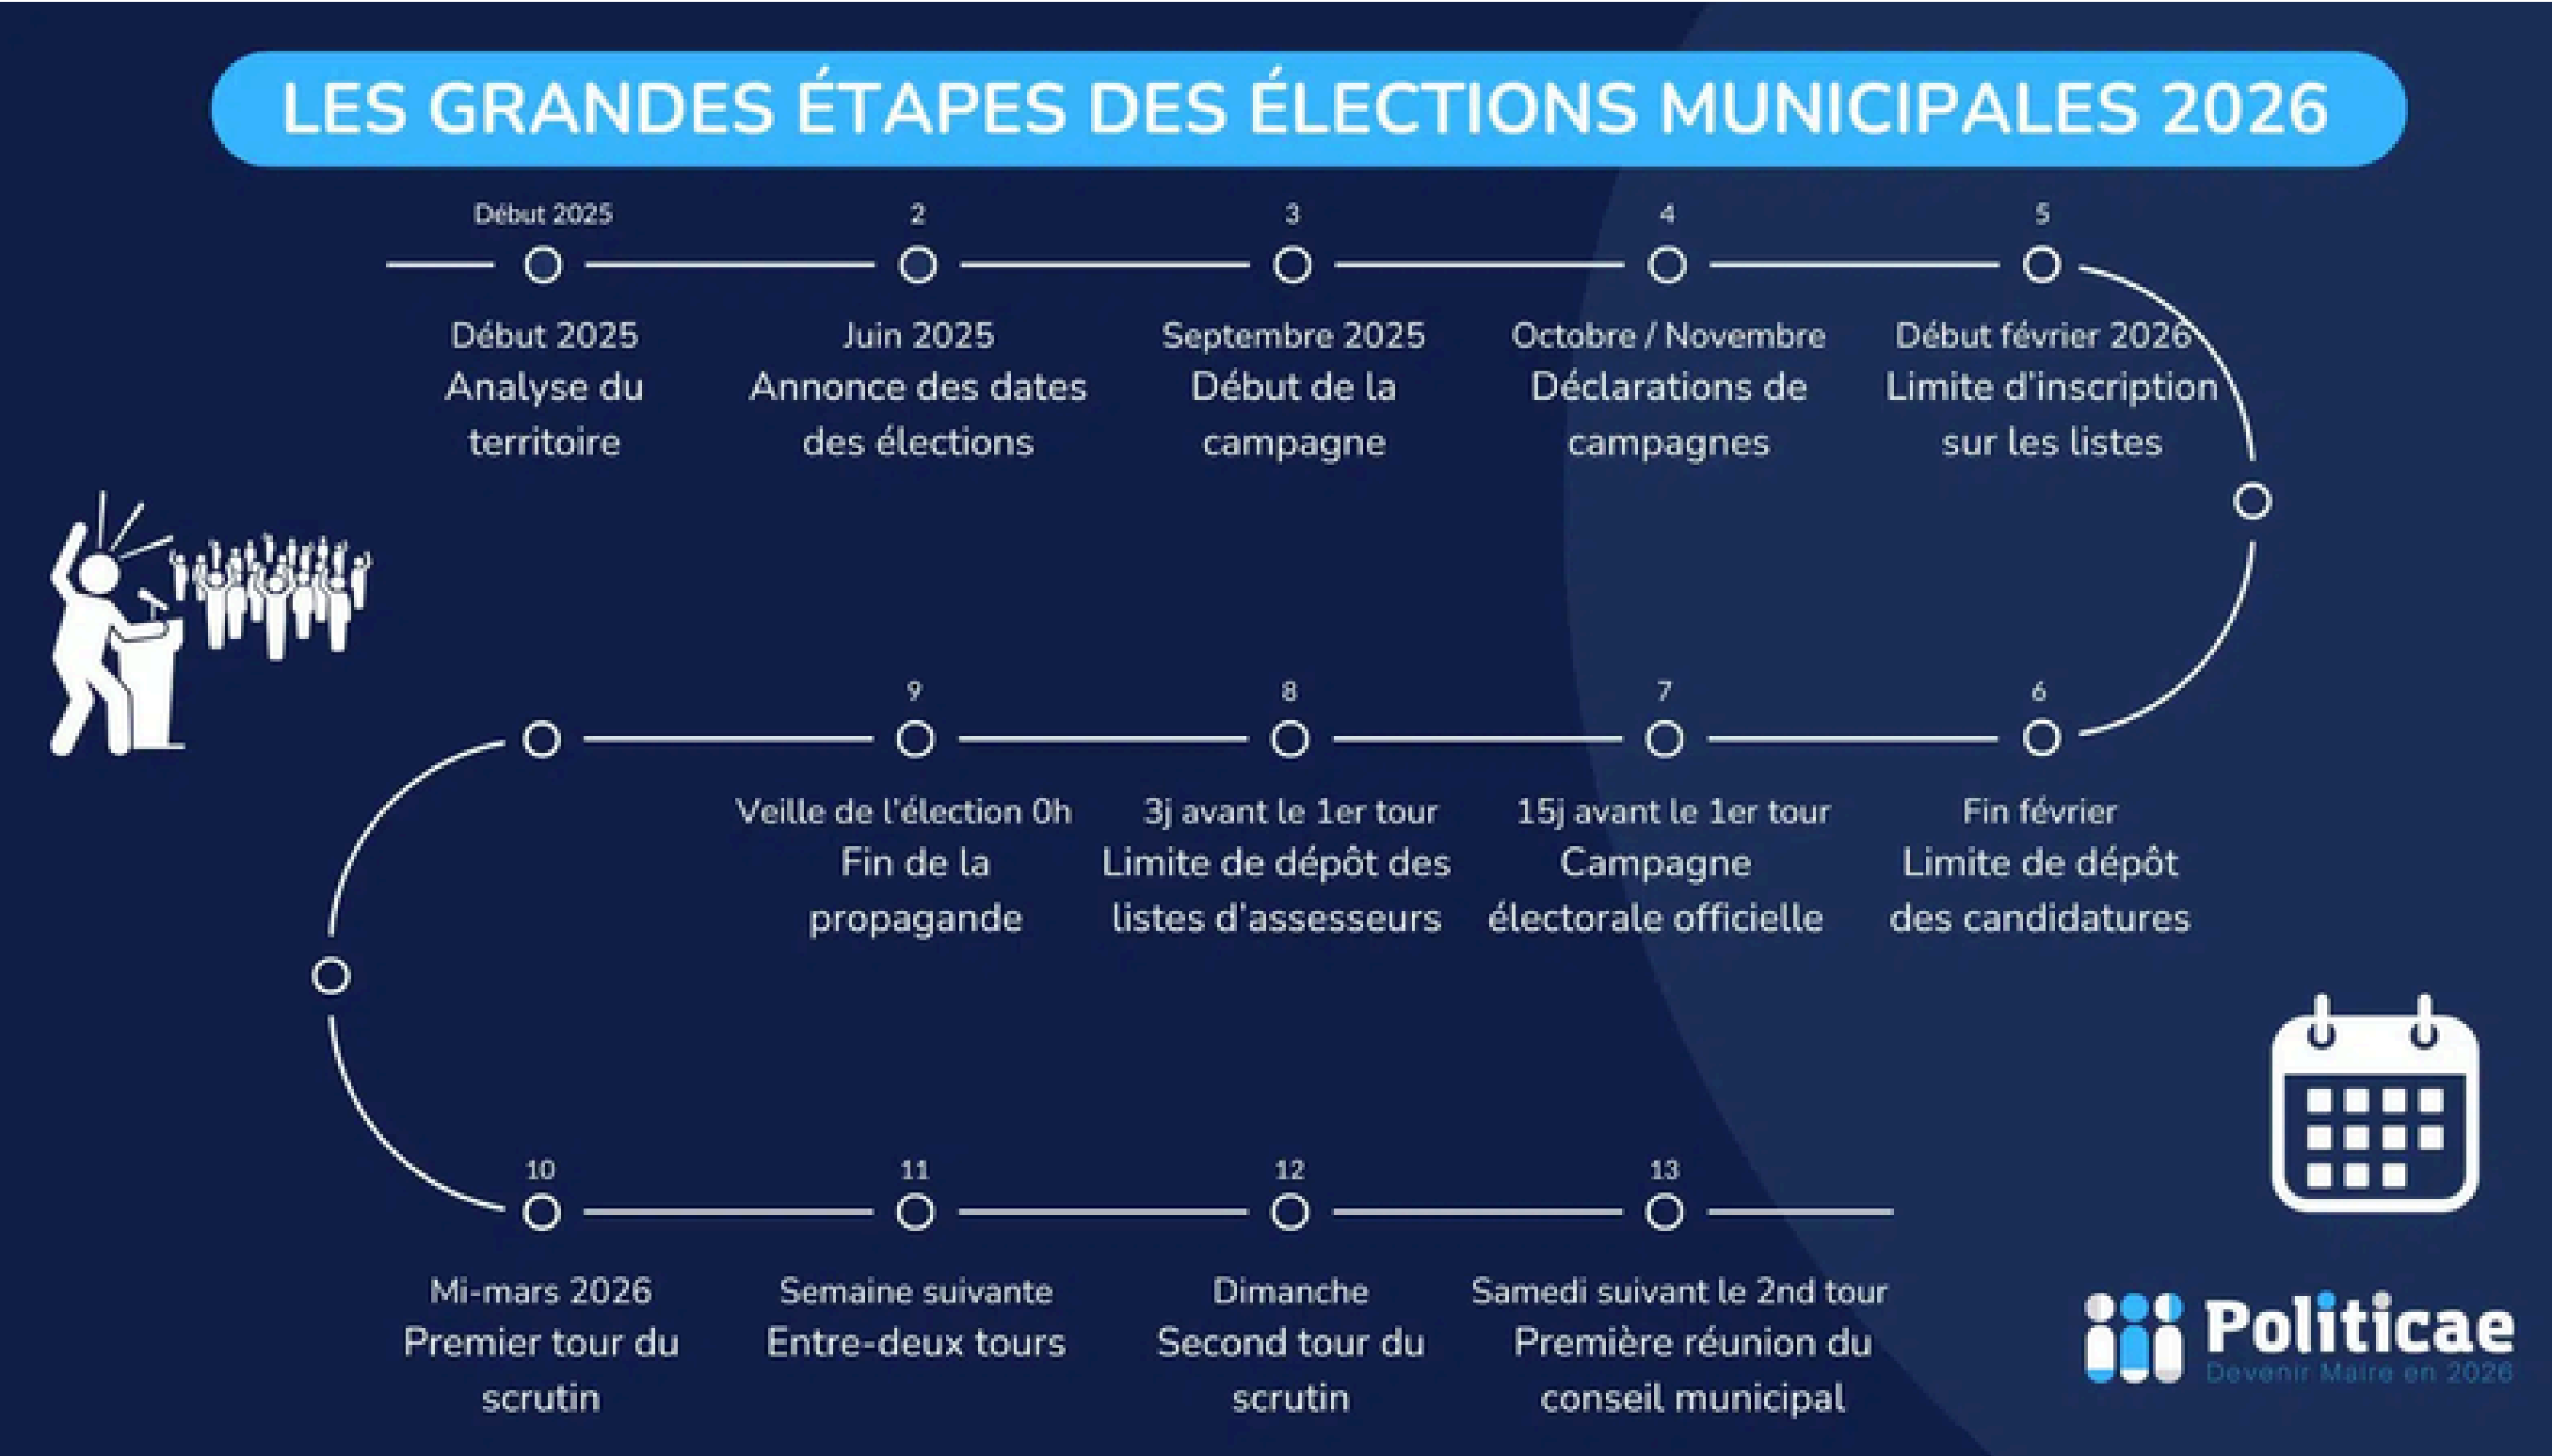 LES GRANDES ÉTAPES DES ÉLECTIONS MUNICIPALES 2026
Début 2025
Début 2025
Analyse du
territoire
2
Juin 2025
Annonce des dates
des élections
3
Septembre 2025
Début de la
campagne
4
Octobre / Novembre
Déclarations de
campagnes
5
Début février 2026
Limite d'inscription
sur les listes
6
Fin février
Limite de dépôt
des candidatures
7
15j avant le 1er tour
Campagne
électorale officielle
8
3j avant le 1er tour
Limite de dépôt des
listes d'assesseurs
9
Veille de l'élection 0h
Fin de la
propagande
10
Mi-mars 2026
Premier tour du
scrutin
11
Semaine suivante
Entre-deux tours
12
Dimanche
Second tour du
scrutin
13
Samedi suivant le 2nd tour
Première réunion du
conseil municipal
Politicae
Devenir Maire en 2026